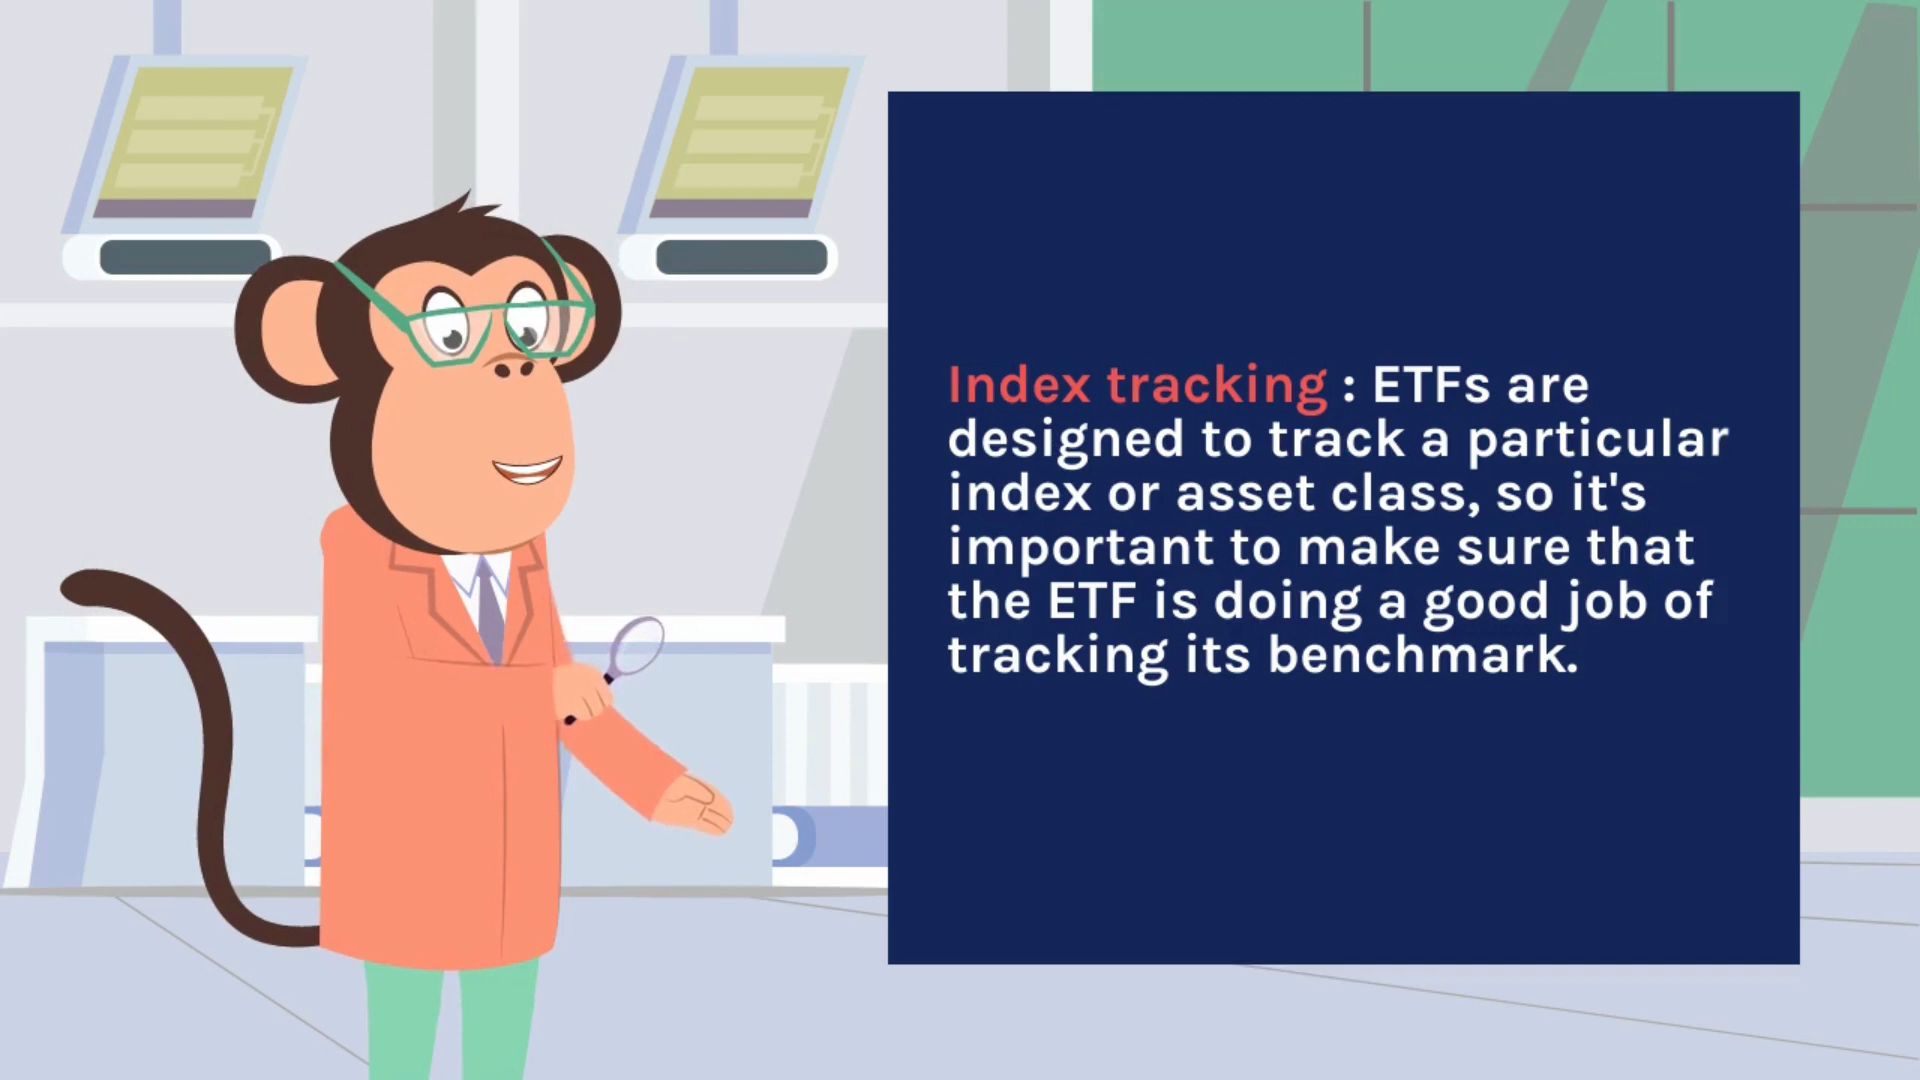 Index tracking : ETFs are
designed to track a particular
index or asset class, so it's
important to make sure that
the ETF is doing a good job of
tracking its benchmark.